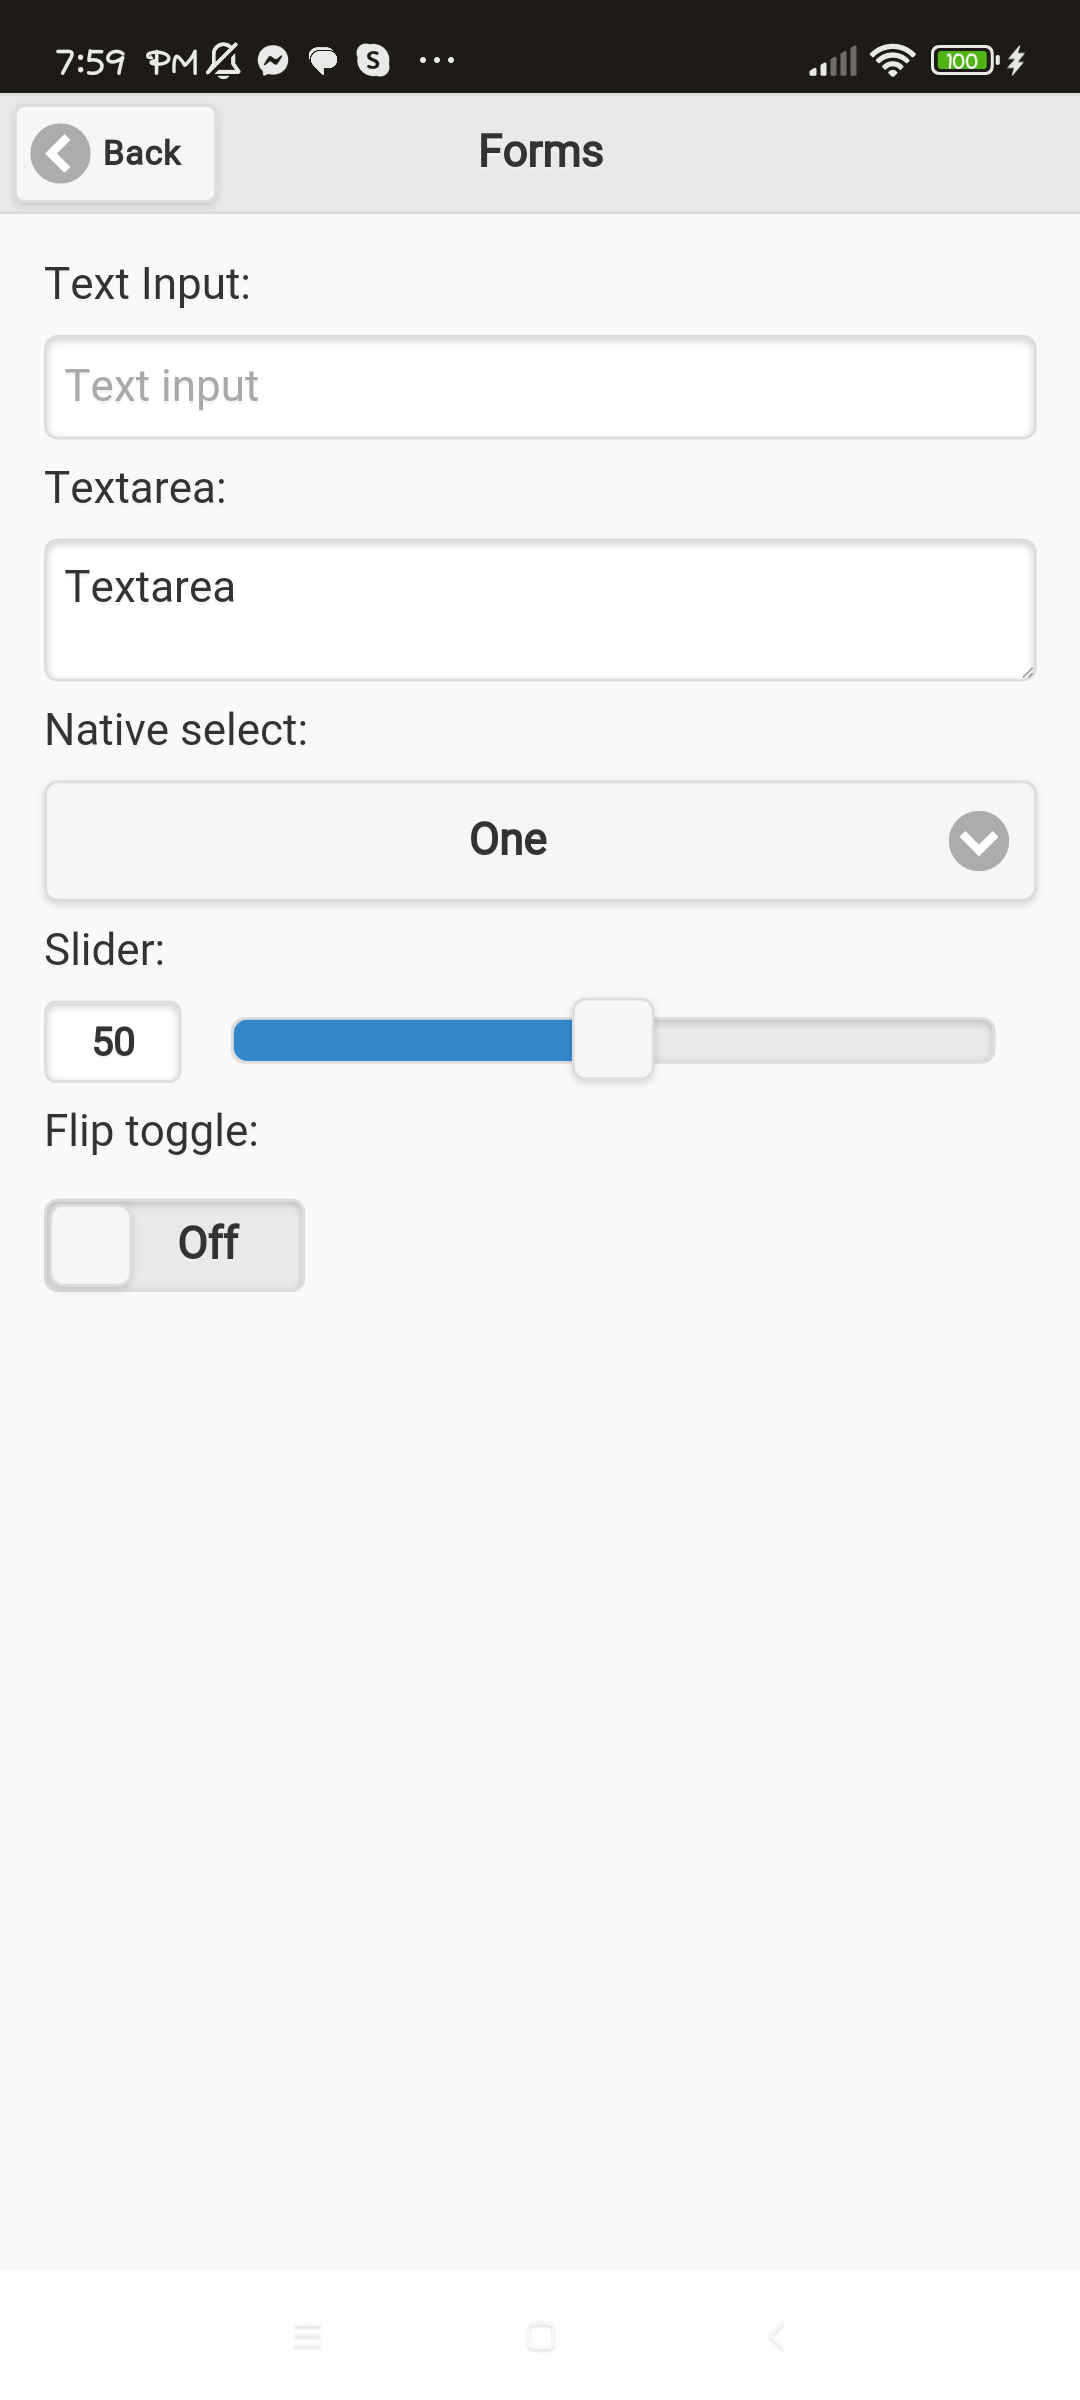 7:59 PM S ... 100
Back Forms
Text Input:
Text input
Textarea:
Textarea
Native select:
One
Slider:
50
Flip toggle:
Off